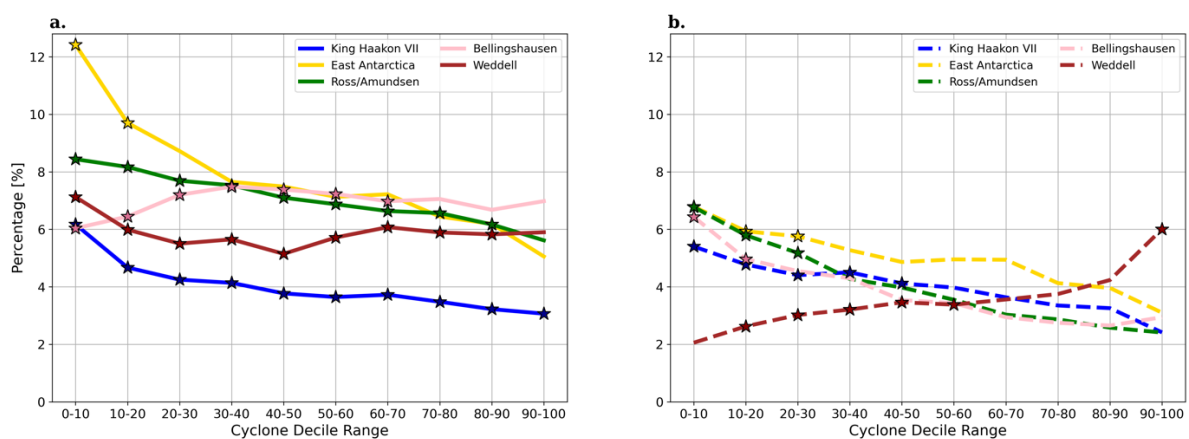 a.
King Haakon VII
East Antarctica
Ross/Amundsen
Bellingshausen
Weddell
Percentage [%]
12
10
8
6
4
2
0
0-10 10-20 20-30 30-40 40-50 50-60 60-70 70-80 80-90 90-100
Cyclone Decile Range
b.
King Haakon VII
East Antarctica
Ross/Amundsen
Bellingshausen
Weddell
12
10
8
6
4
2
0
0-10 10-20 20-30 30-40 40-50 50-60 60-70 70-80 80-90 90-100
Cyclone Decile Range